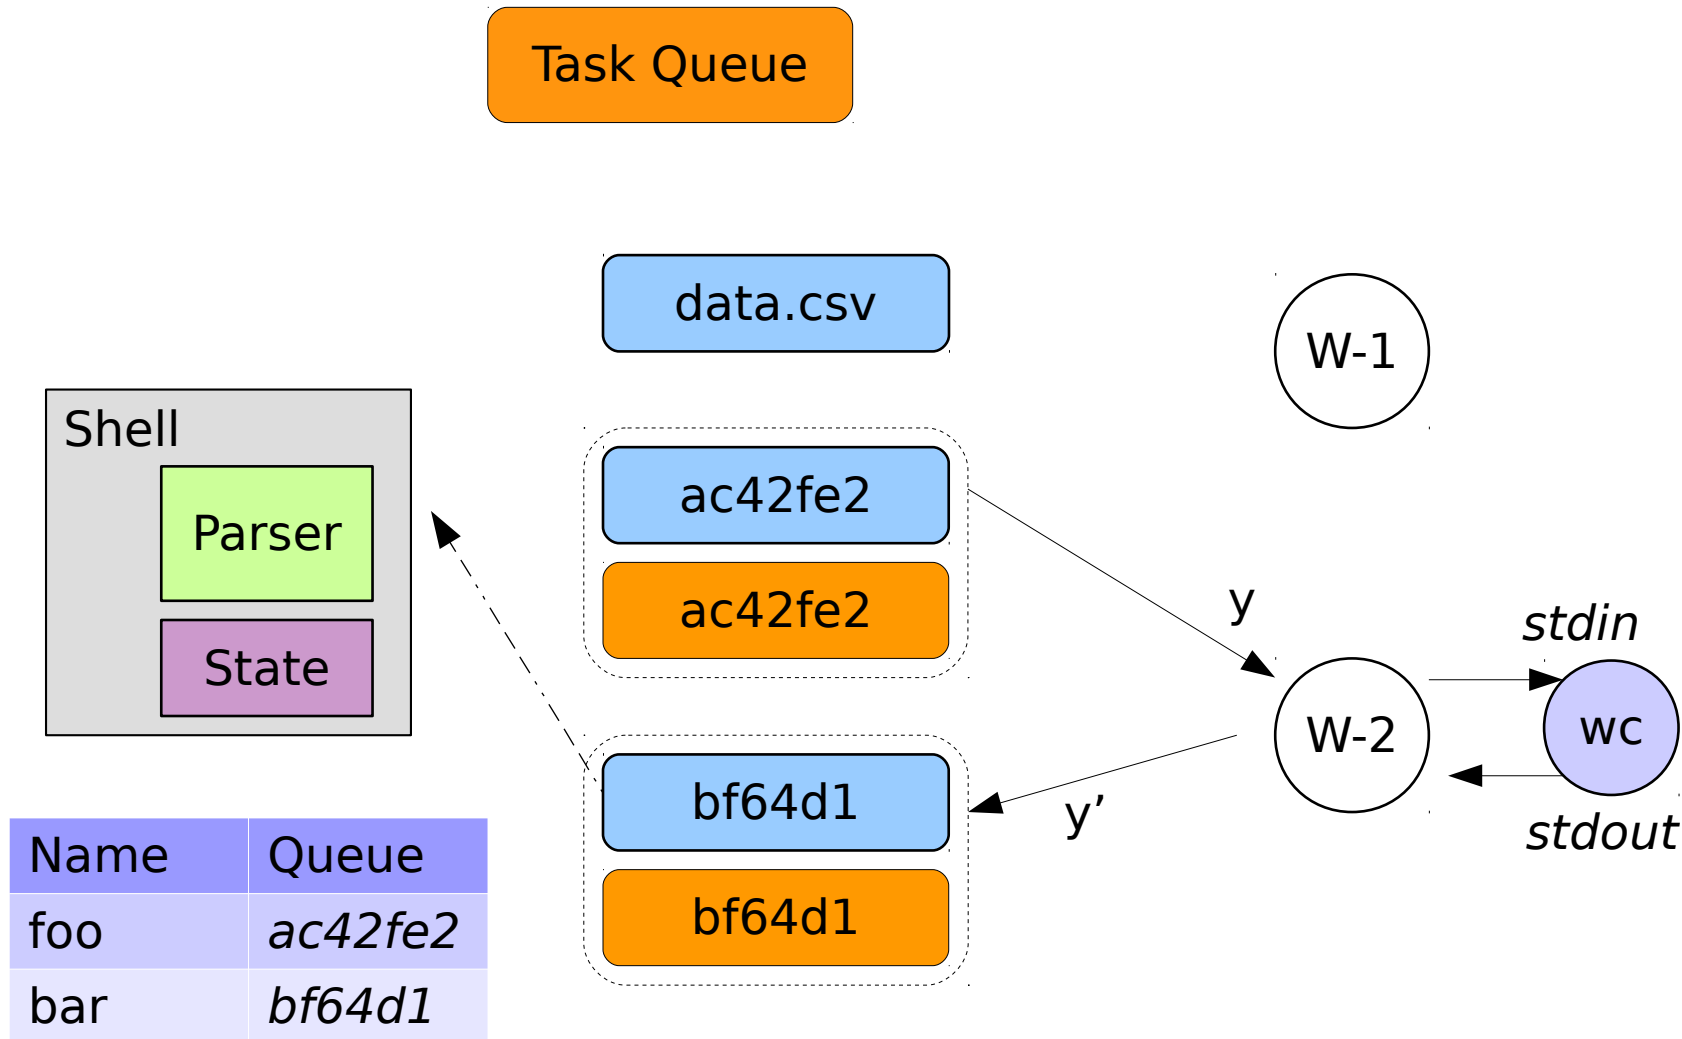 Task Queue
data.csv
W-1
Shell
Parser
State
ac42fe2
ac42fe2
y
stdin
W-2
wc
stdout
y’
bf64d1
bf64d1
Name Queue
foo ac42fe2
bar bf64d1